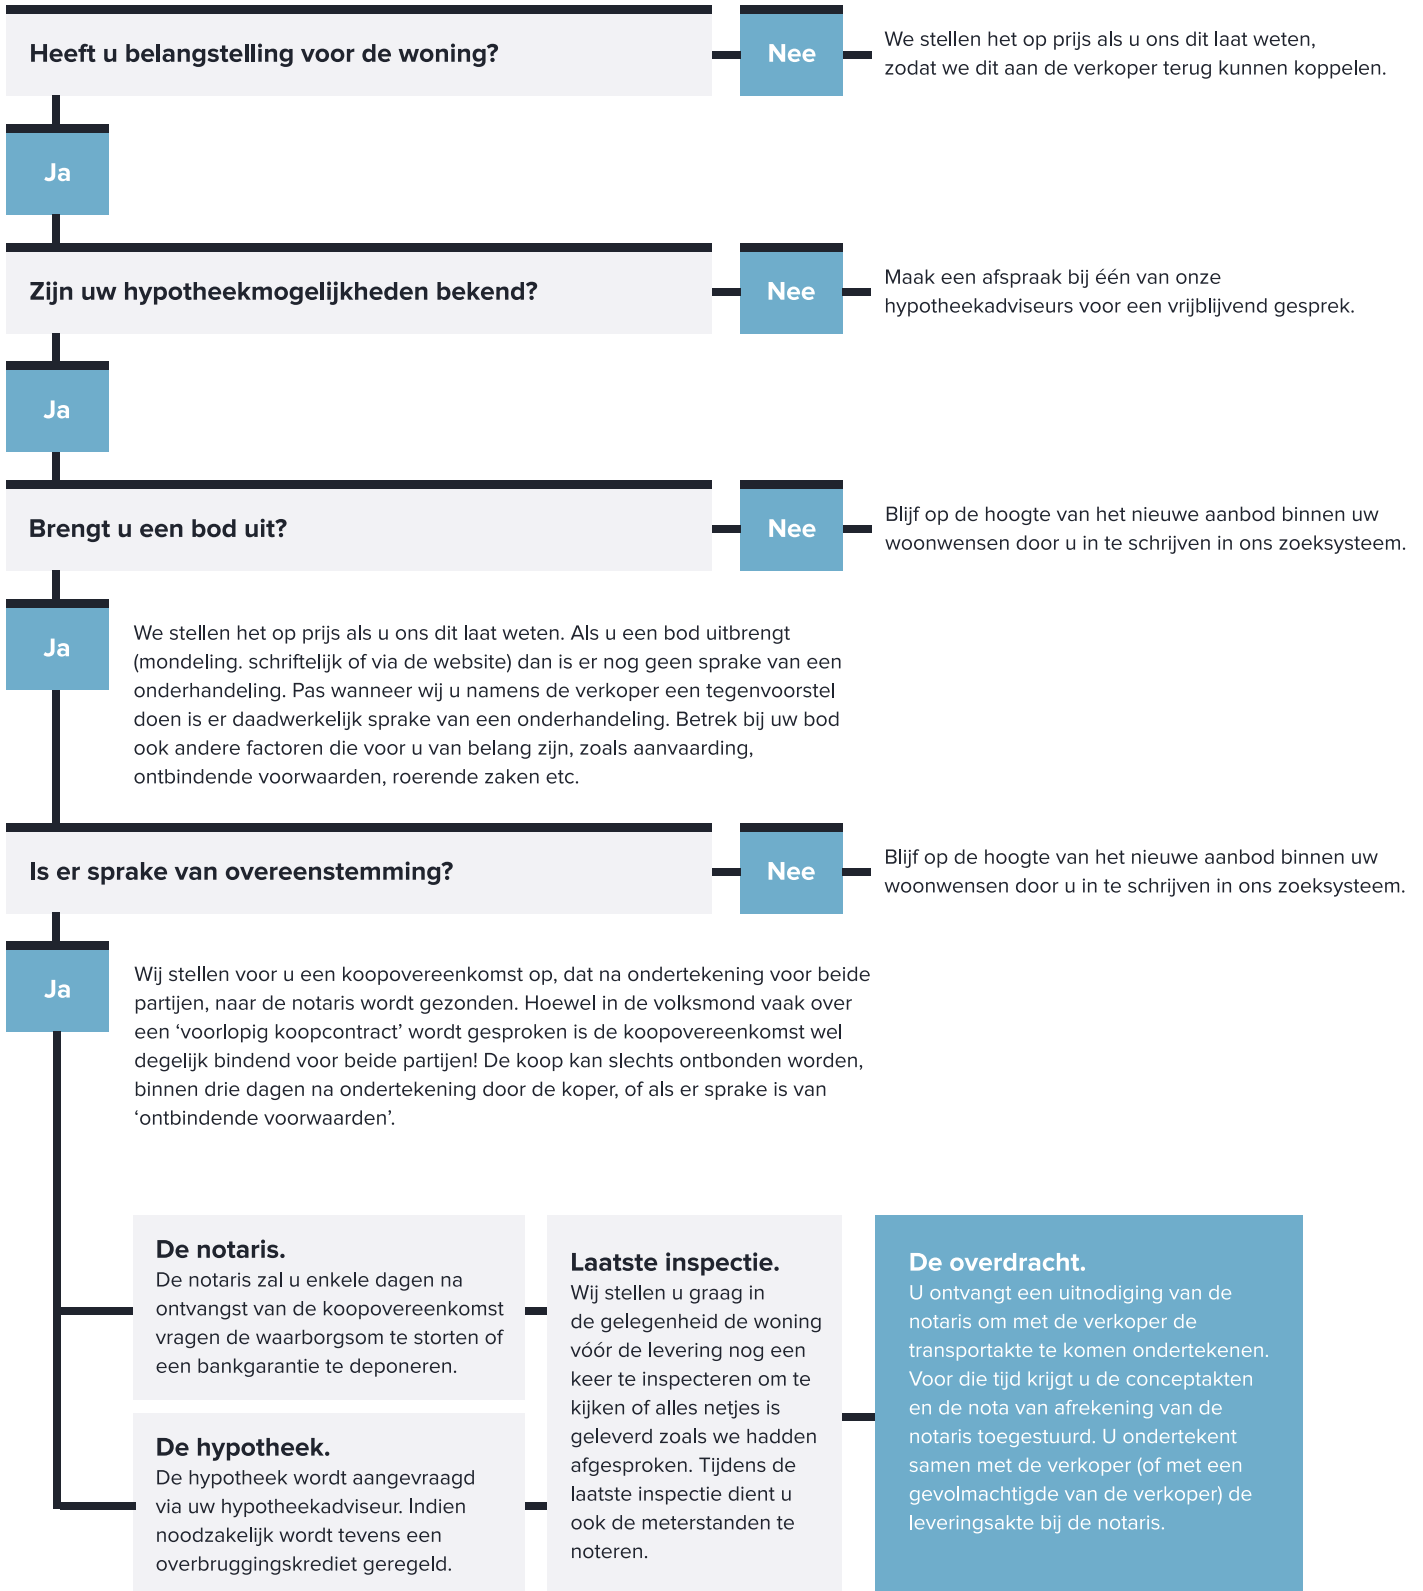 Heeft u belangstelling voor de woning?
Nee
We stellen het op prijs als u ons dit laat weten,
zodat we dit aan de verkoper terug kunnen koppelen.
Ja
Zijn uw hypotheekmogelijkheden bekend?
Nee
Maak een afspraak bij één van onze
hypotheekadviseurs voor een vrijblijvend gesprek.
Ja
Brengt u een bod uit?
Nee
Blijf op de hoogte van het nieuwe aanbod binnen uw
woonwensen door u in te schrijven in ons zoeksysteem.
Ja
We stellen het op prijs als u ons dit laat weten. Als u een bod uitbrengt
(mondeling. schriftelijk of via de website) dan is er nog geen sprake van een
onderhandeling. Pas wanneer wij u namens de verkoper een tegenvoorstel
doen is er daadwerkelijk sprake van een onderhandeling. Betrek bij uw bod
ook andere factoren die voor u van belang zijn, zoals aanvaarding,
ontbindende voorwaarden, roerende zaken etc.
Is er sprake van overeenstemming?
Nee
Blijf op de hoogte van het nieuwe aanbod binnen uw
woonwensen door u in te schrijven in ons zoeksysteem.
Ja
Wij stellen voor u een koopovereenkomst op, dat na ondertekening voor beide
partijen, naar de notaris wordt gezonden. Hoewel in de volksmond vaak over
een ‘voorlopig koopcontract’ wordt gesproken is de koopovereenkomst wel
degelijk bindend voor beide partijen! De koop kan slechts ontbonden worden,
binnen drie dagen na ondertekening door de koper, of als er sprake is van
‘ontbindende voorwaarden’.
De notaris.
De notaris zal u enkele dagen na
ontvangst van de koopovereenkomst
vragen de waarborgsom te storten of
een bankgarantie te deponeren.
De hypotheek.
De hypotheek wordt aangevraagd
via uw hypotheekadviseur. Indien
noodzakelijk wordt tevens een
overbruggingskrediet geregeld.
Laatste inspectie.
Wij stellen u graag in
de gelegenheid de woning
vóór de levering nog een
keer te inspecteren om te
kijken of alles netjes is
geleverd zoals we hadden
afgesproken. Tijdens de
laatste inspectie dient u
ook de meterstanden te
noteren.
De overdracht.
U ontvangt een uitnodiging van de
notaris om met de verkoper de
transportakte te komen ondertekenen.
Voor die tijd krijgt u de conceptakten
en de nota van afrekening van de
notaris toegestuurd. U ondertekent
samen met de verkoper (of met een
gevolmachtigde van de verkoper) de
leveringsakte bij de notaris.